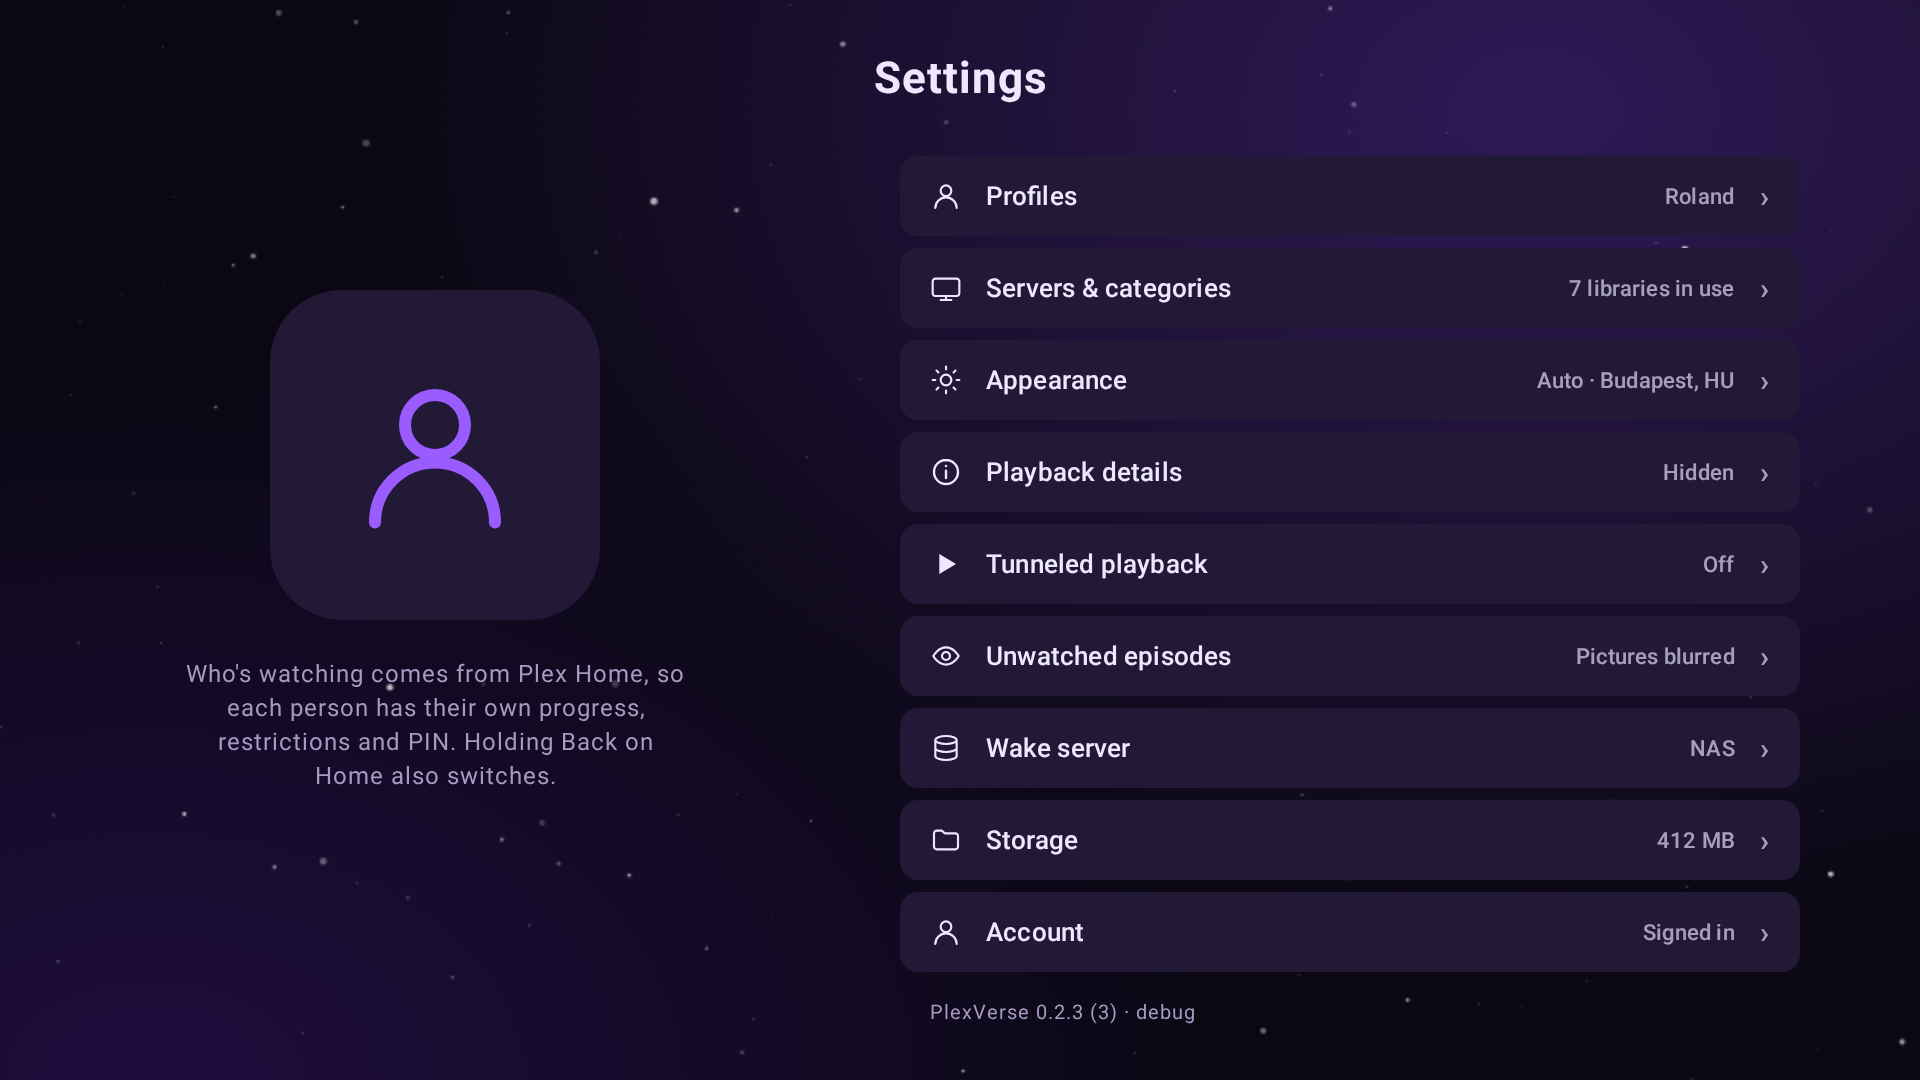 Settings
Profiles Roland ›
Servers & categories 7 libraries in use ›
Appearance Auto · Budapest, HU ›
Playback details Hidden ›
Tunneled playback Off ›
Unwatched episodes Pictures blurred ›
Wake server NAS ›
Storage 412 MB ›
Account Signed in ›
PlexVerse 0.2.3 (3) · debug
Who's watching comes from Plex Home, so
each person has their own progress,
restrictions and PIN. Holding Back on
Home also switches.